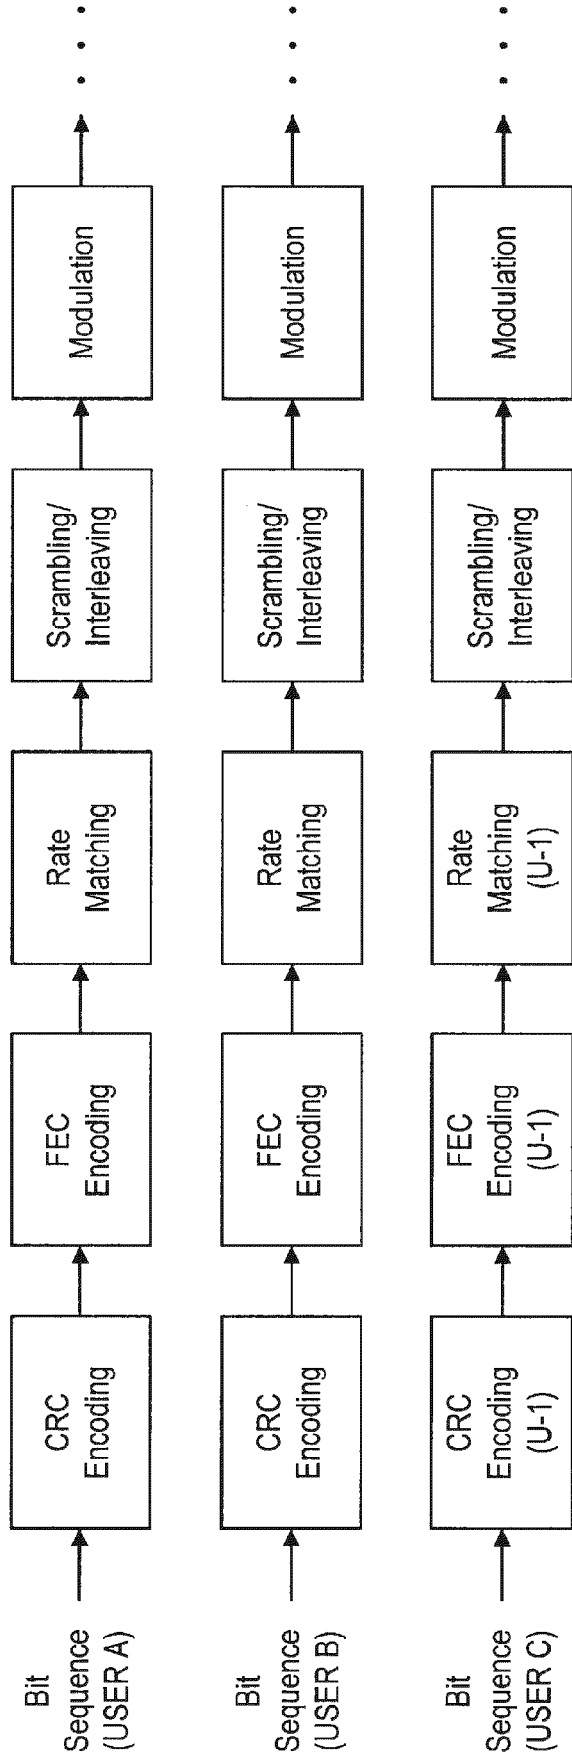 Bit
Sequence
(USER A)
CRC
Encoding
FEC
Encoding
Rate
Matching
Scrambling/
Interleaving
Modulation
Bit
Sequence
(USER B)
CRC
Encoding
FEC
Encoding
Rate
Matching
Scrambling/
Interleaving
Modulation
Bit
Sequence
(USER C)
CRC
Encoding
(U-1)
FEC
Encoding
(U-1)
Rate
Matching
(U-1)
Scrambling/
Interleaving
Modulation